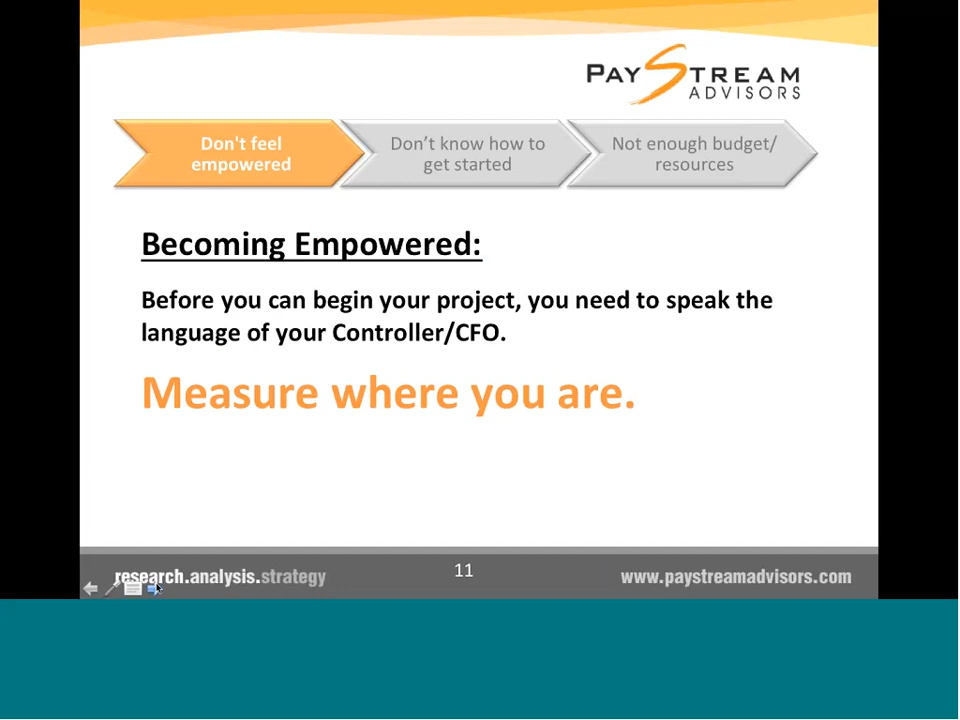 PAYSTREAM
ADVISORS
Don't feel
empowered
Don’t know how to
get started
Not enough budget/
resources
Becoming Empowered:
Before you can begin your project, you need to speak the
language of your Controller/CFO.
Measure where you are.
research.analysis.strategy
11
www.paystreamadvisors.com